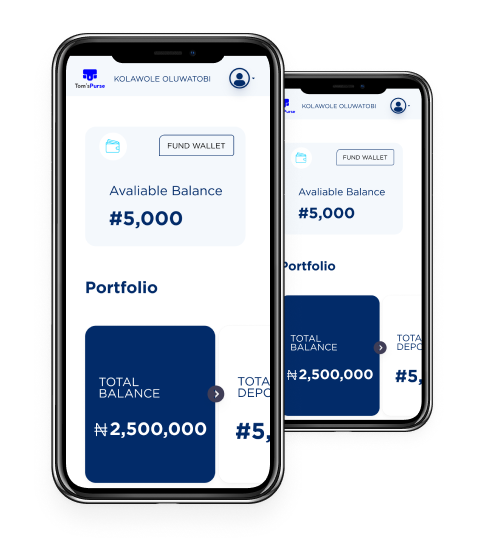 Tom'sPurse
KOLAWOLE OLUWATOBI
FUND WALLET
Avaliable Balance
#5,000
Portfolio
TOTAL
BALANCE
₦2,500,000
TOTA
DEPO
#5,
Purse
KOLAWOLE OLUWATOBI
FUND WALLET
Avaliable Balance
#5,000
Portfolio
TOTAL
BALANCE
₦2,500,000
TOTA
DEPO
#5,